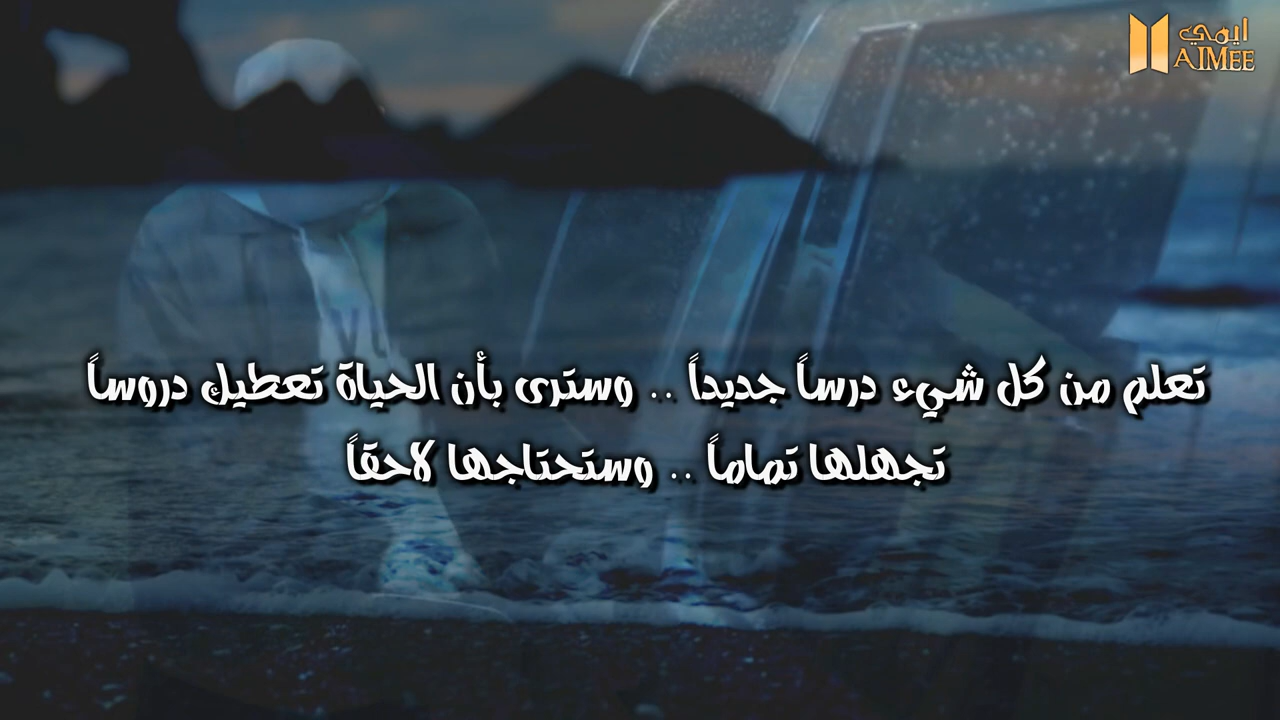 ايمي
AIMEE
تعلم من كل شيء درساً جديداً .. وسترى بأن الحياة تعطيك دروساً
تجهلها تماماً .. وستحتاجها لاحقاً